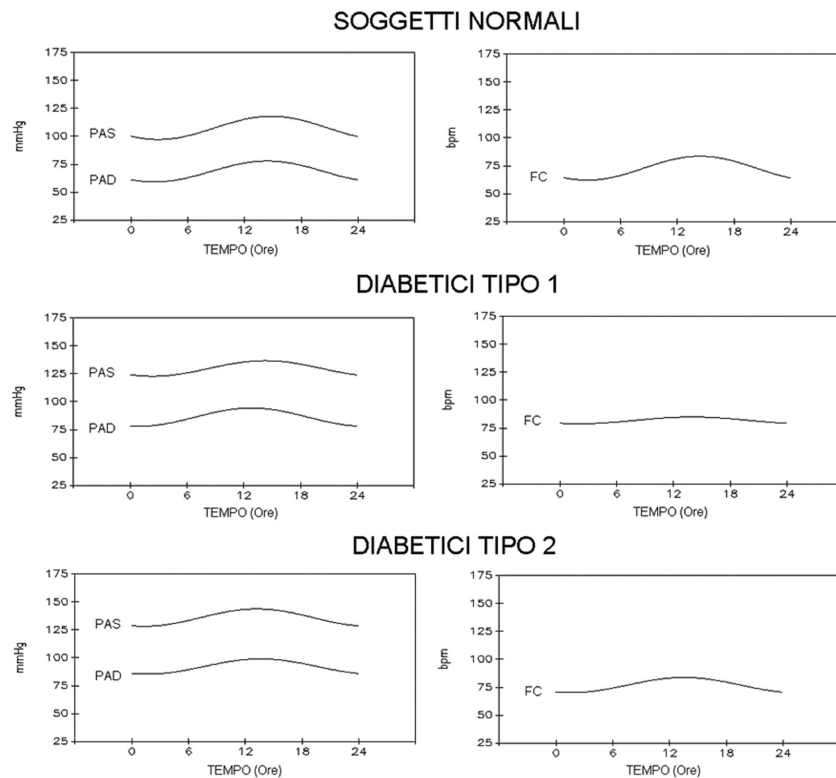 SOGGETTI NORMALI
175
150
125
100
75
50
25
mmHg
PAS
PAD
0 6 12 18 24
TEMPO (Ore)
175
150
125
100
75
50
25
bpm
FC
0 6 12 18 24
TEMPO (Ore)
DIABETICI TIPO 1
175
150
125
100
75
50
25
mmHg
PAS
PAD
0 6 12 18 24
TEMPO (Ore)
175
150
125
100
75
50
25
bpm
FC
0 6 12 18 24
TEMPO (Ore)
DIABETICI TIPO 2
175
150
125
100
75
50
25
mmHg
PAS
PAD
0 6 12 18 24
TEMPO (Ore)
175
150
125
100
75
50
25
bpm
FC
0 6 12 18 24
TEMPO (Ore)